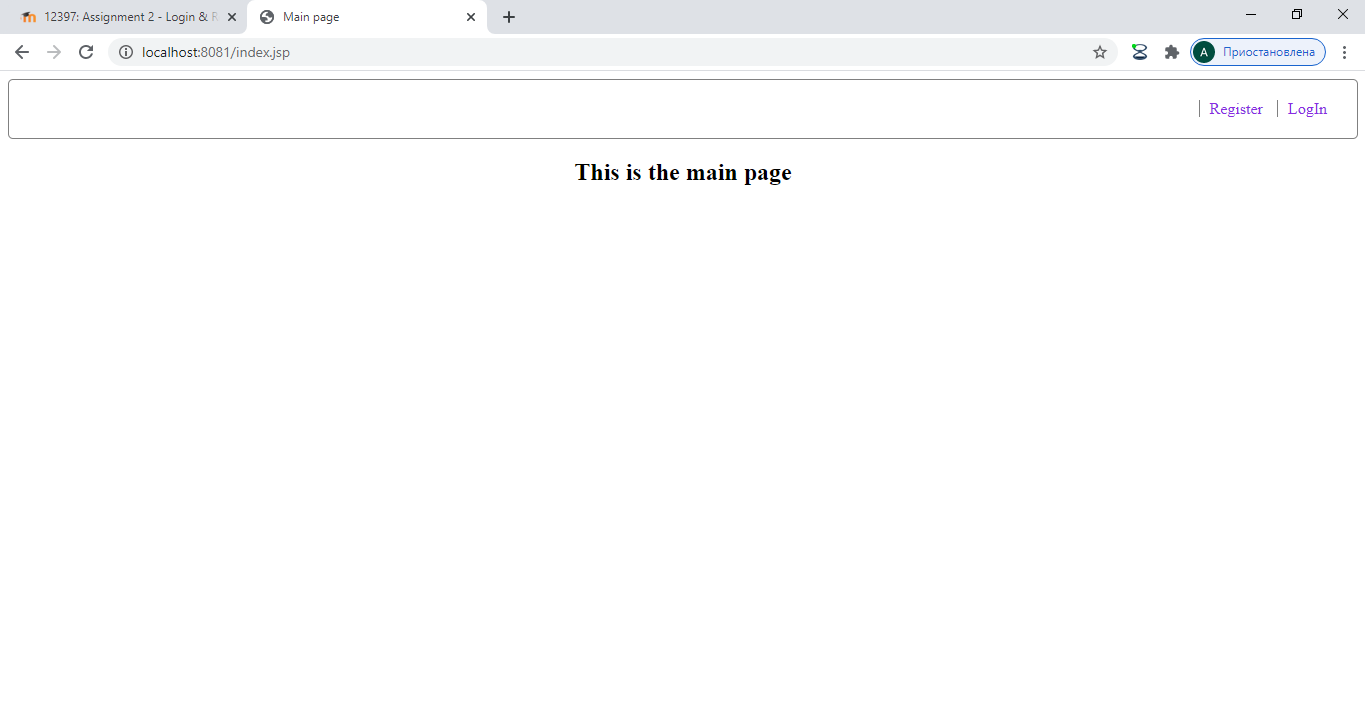 12397: Assignment 2 - Login & R
Main page
localhost:8081/index.jsp
A
Приостановлена
Register
LogIn
This is the main page